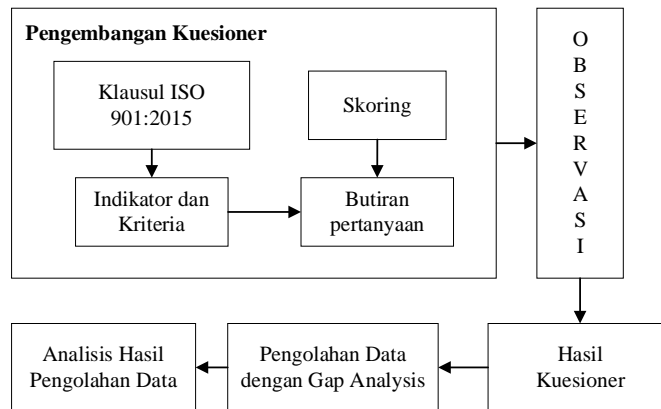 Pengembangan Kuesioner
Klausul ISO
901:2015
Skoring
Indikator dan
Kriteria
Butiran
pertanyaan
O
B
S
E
R
V
A
S
I
Analisis Hasil
Pengolahan Data
Pengolahan Data
dengan Gap Analysis
Hasil
Kuesioner